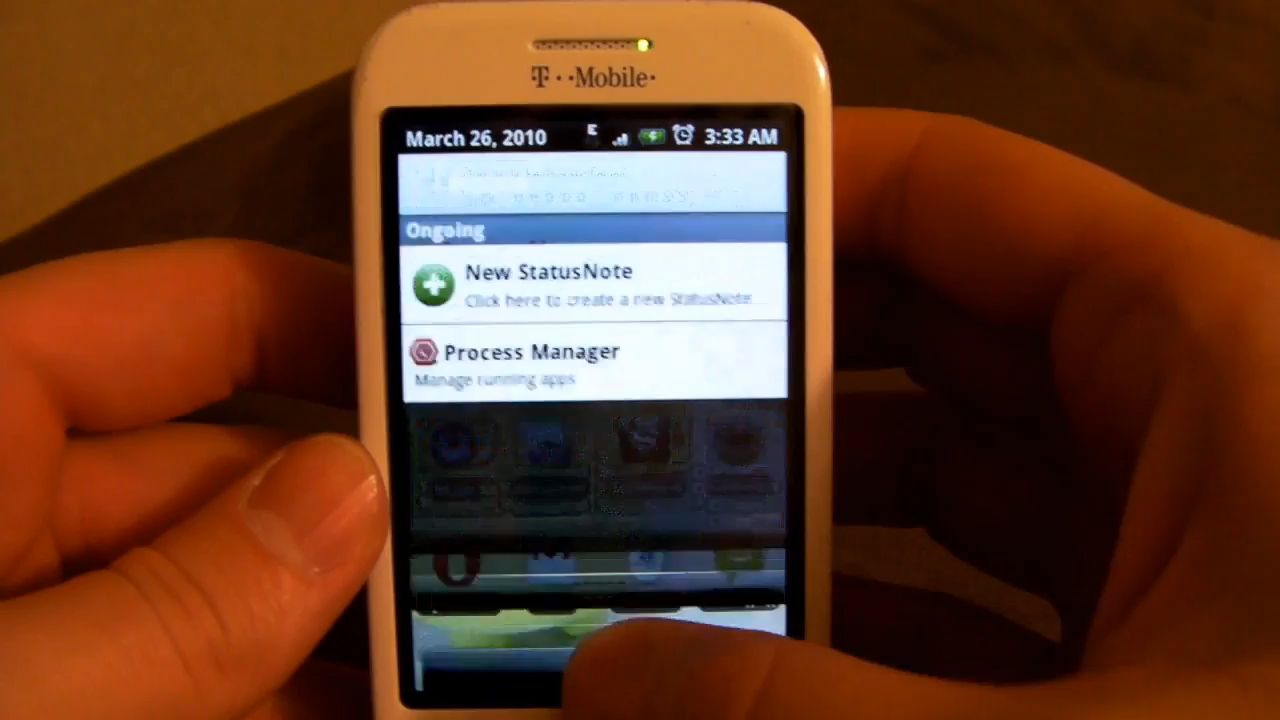 T··Mobile·
March 26, 2010 E 3:33 AM
Ongoing
New StatusNote
Click here to create a new StatusNote
Process Manager
Manage running apps